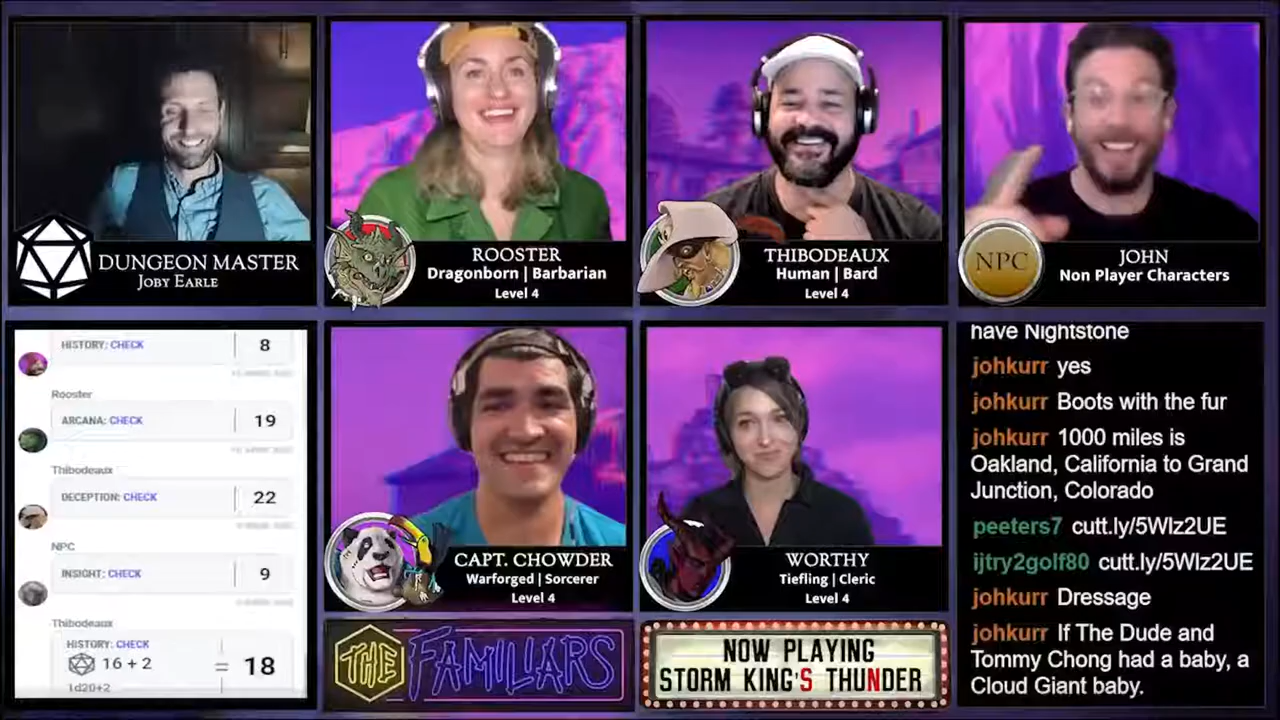 DUNGEON MASTER
JOBY EARLE
ROOSTER
Dragonborn | Barbarian
Level 4
THIBODEAUX
Human | Bard
Level 4
NPC
JOHN
Non Player Characters
HISTORY: CHECK
8
Rooster
ARCANA: CHECK
19
Thibodeaux
DECEPTION: CHECK
22
NPC
INSIGHT: CHECK
9
Thibodeaux
HISTORY: CHECK
16 + 2 = 18
1d20+2
CAPT. CHOWDER
Warforged | Sorcerer
Level 4
WORTHY
Tiefling | Cleric
Level 4
THE FAMILIARS
NOW PLAYING
STORM KING'S THUNDER
have Nightstone
johkurr yes
johkurr Boots with the fur
johkurr 1000 miles is
Oakland, California to Grand
Junction, Colorado
peeters7 cutt.ly/5WIz2UE
ijtry2golf80 cutt.ly/5WIz2UE
johkurr Dressage
johkurr If The Dude and
Tommy Chong had a baby, a
Cloud Giant baby.